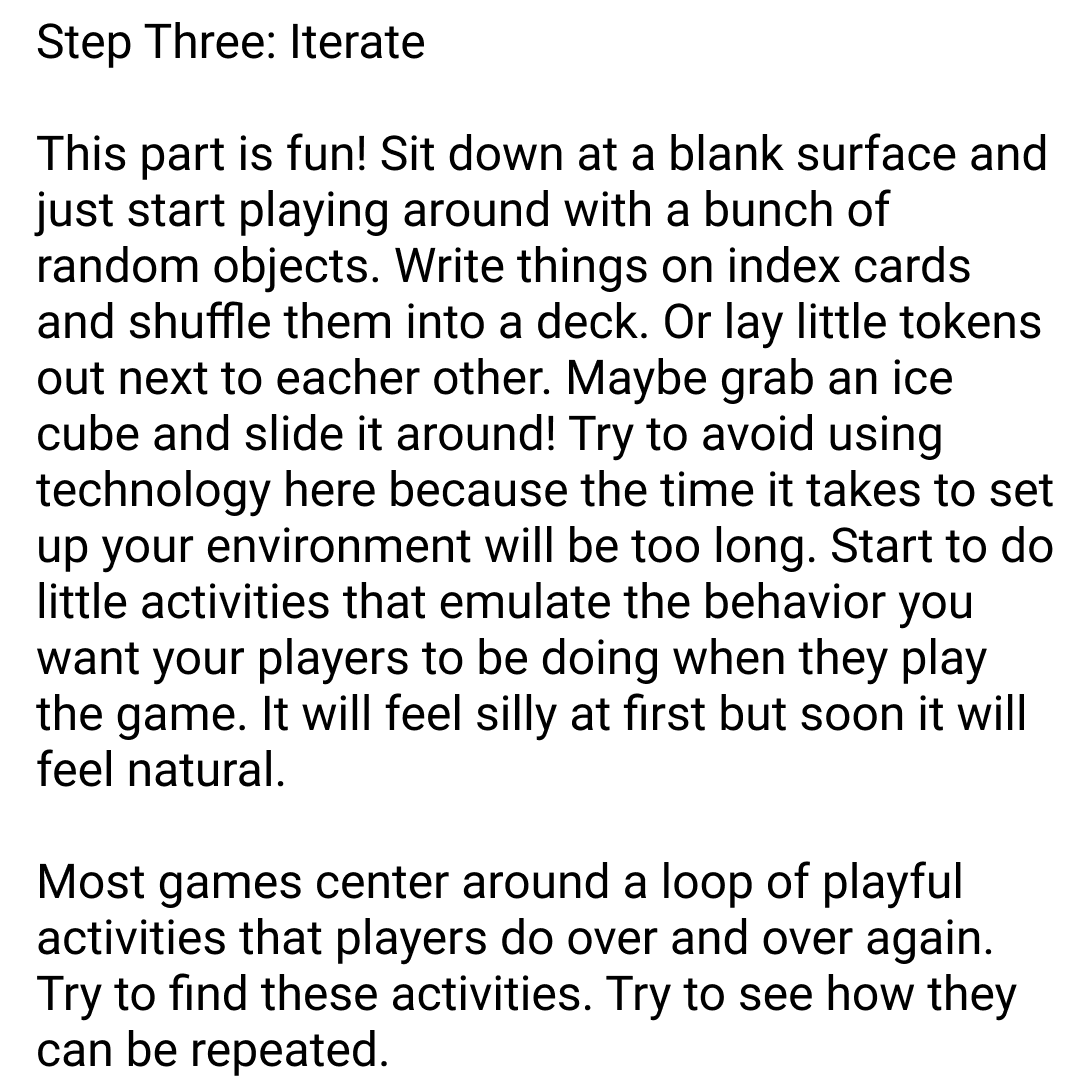 Step Three: Iterate
This part is fun! Sit down at a blank surface and
just start playing around with a bunch of
random objects. Write things on index cards
and shuffle them into a deck. Or lay little tokens
out next to eacher other. Maybe grab an ice
cube and slide it around! Try to avoid using
technology here because the time it takes to set
up your environment will be too long. Start to do
little activities that emulate the behavior you
want your players to be doing when they play
the game. It will feel silly at first but soon it will
feel natural.
Most games center around a loop of playful
activities that players do over and over again.
Try to find these activities. Try to see how they
can be repeated.